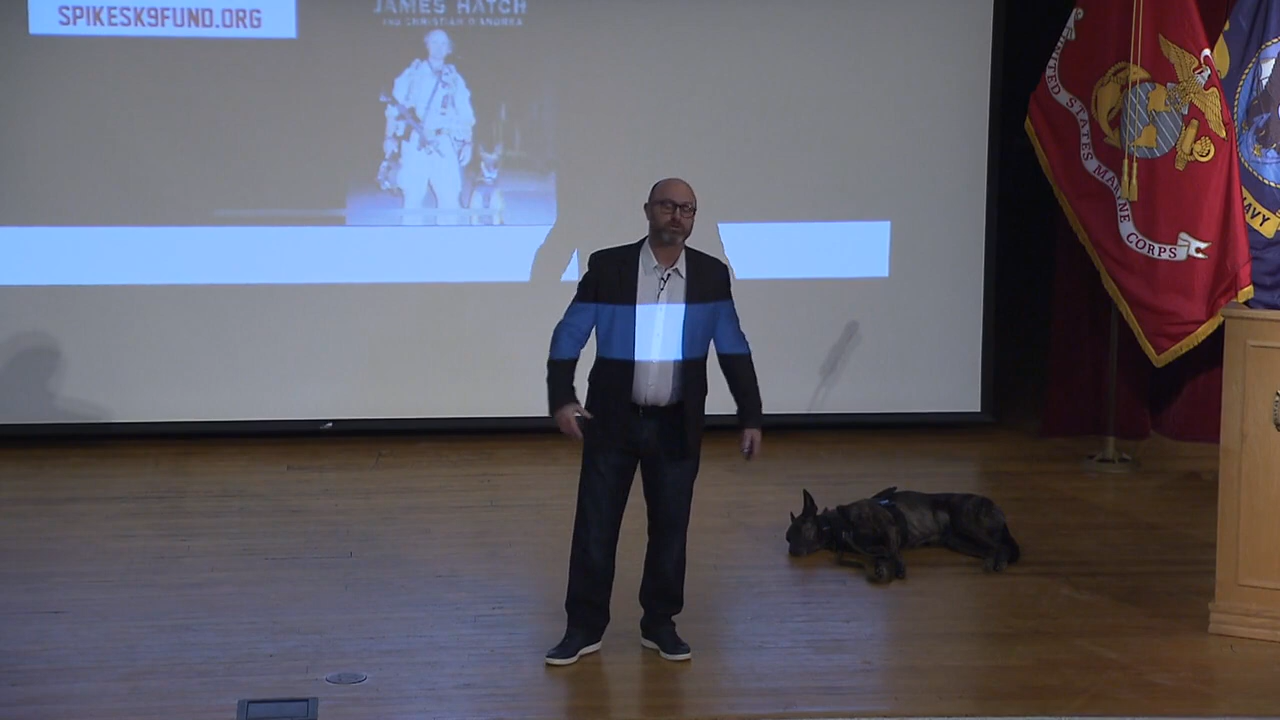 SPIKESK9FUND.ORG
JAMES HATCH
AND CHRISTIAN D'ANDREA
UNITED STATES MARINE CORPS
NAVY